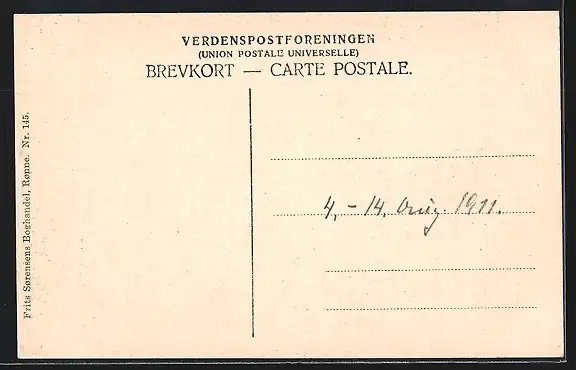 VERDENSPOSTFORENINGEN
(UNION POSTALE UNIVERSELLE)
BREVKORT — CARTE POSTALE.
4. - 14. Aug. 1911.
Frits Sørensens Boghandel, Rønne. Nr. 145.